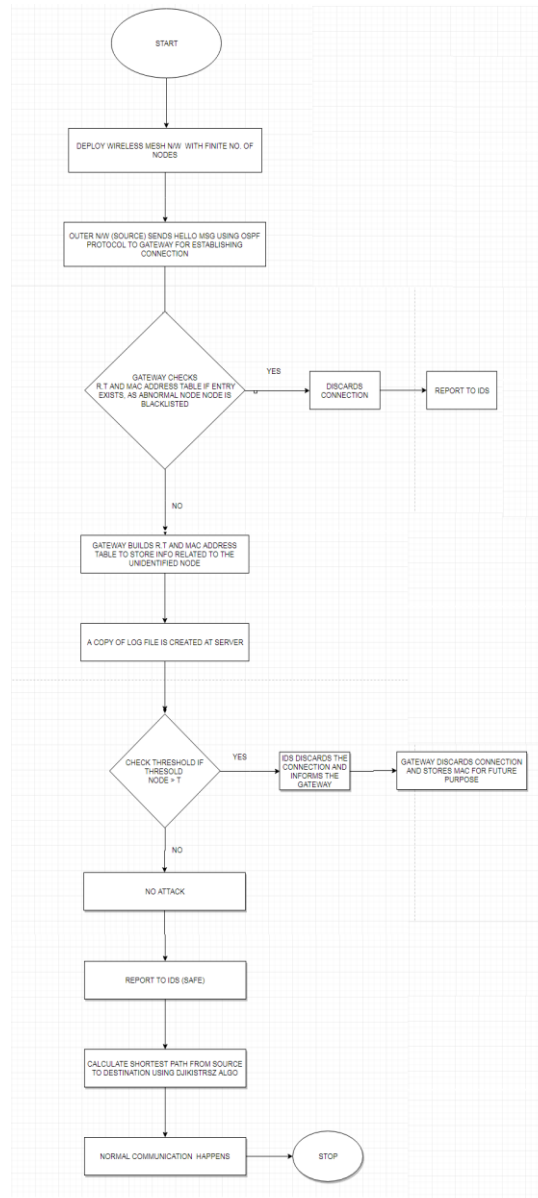 START
DEPLOY WIRELESS MESH N/W WITH FINITE NO. OF
NODES
OUTER N/W (SOURCE) SENDS HELLO MSG USING OSPF
PROTOCOL TO GATEWAY FOR ESTABLISHING
CONNECTION
GATEWAY CHECKS
R.T AND MAC ADDRESS TABLE IF ENTRY
EXISTS, AS ABNORMAL NODE NODE IS
BLACKLISTED
YES
DISCARDS
CONNECTION
REPORT TO IDS
NO
GATEWAY BUILDS R.T AND MAC ADDRESS
TABLE TO STORE INFO RELATED TO THE
UNIDENTIFIED NODE
A COPY OF LOG FILE IS CREATED AT SERVER
CHECK THRESHOLD IF
THRESOLD
NODE > T
YES
IDS DISCARDS THE
CONNECTION AND
INFORMS THE
GATEWAY
GATEWAY DISCARDS CONNECTION
AND STORES MAC FOR FUTURE
PURPOSE
NO
NO ATTACK
REPORT TO IDS (SAFE)
CALCULATE SHORTEST PATH FROM SOURCE
TO DESTINATION USING DJIKISTRSZ ALGO
NORMAL COMMUNICATION HAPPENS
STOP